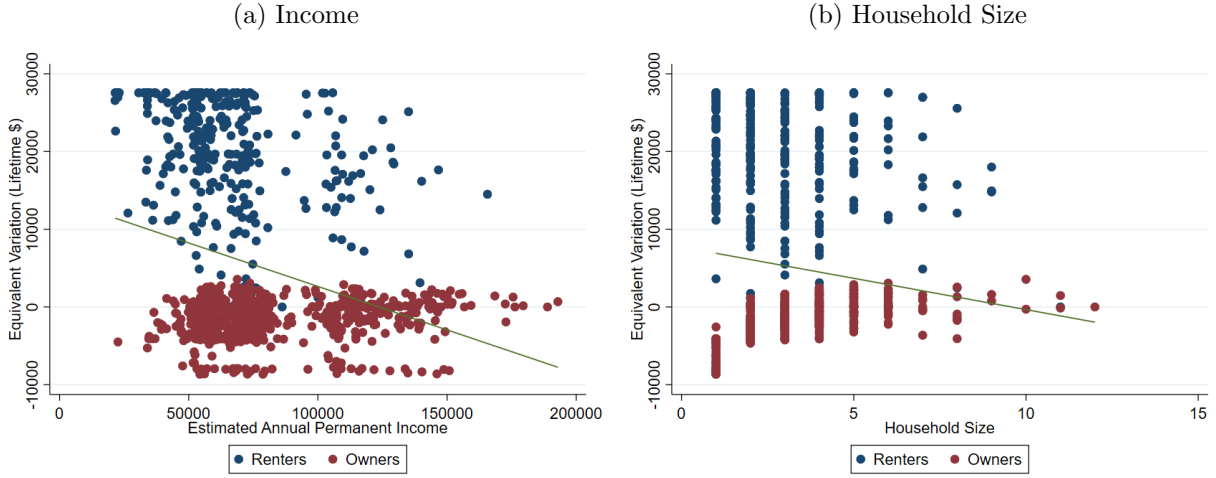 (a) Income
Equivalent Variation (Lifetime $)
30000
20000
10000
0
-10000
0
50000
100000
150000
200000
Estimated Annual Permanent Income
Renters
Owners
(b) Household Size
Equivalent Variation (Lifetime $)
30000
20000
10000
0
-10000
0
5
10
15
Household Size
Renters
Owners